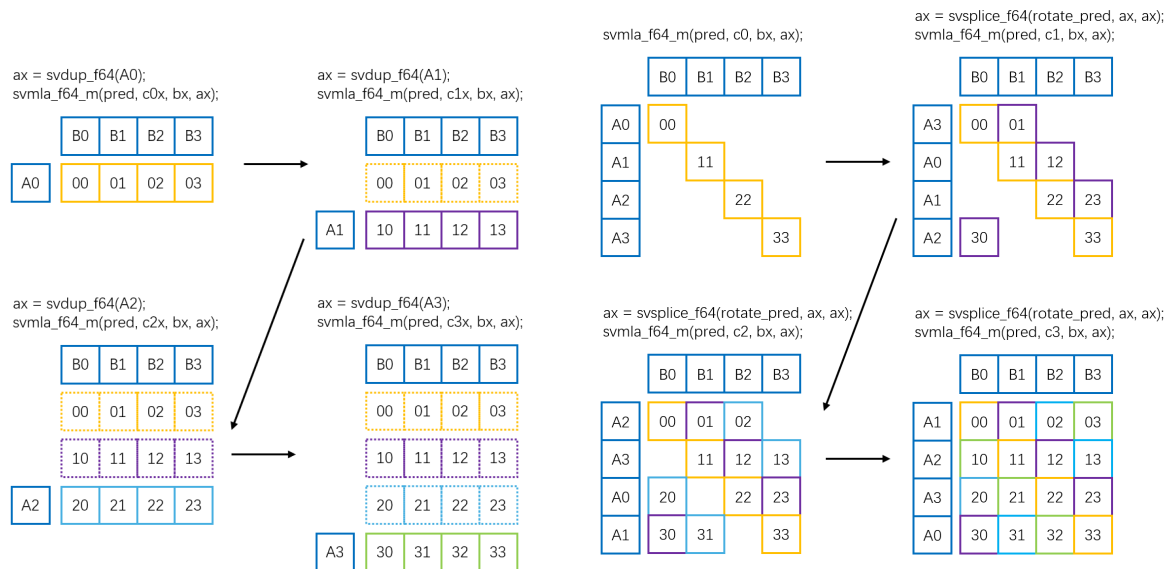 ax = svdup_f64(A0);
svmla_f64_m(pred, c0x, bx, ax);
B0 B1 B2 B3
A0 00 01 02 03
ax = svdup_f64(A1);
svmla_f64_m(pred, c1x, bx, ax);
B0 B1 B2 B3
00 01 02 03
A1 10 11 12 13
ax = svdup_f64(A2);
svmla_f64_m(pred, c2x, bx, ax);
B0 B1 B2 B3
00 01 02 03
10 11 12 13
A2 20 21 22 23
ax = svdup_f64(A3);
svmla_f64_m(pred, c3x, bx, ax);
B0 B1 B2 B3
00 01 02 03
10 11 12 13
20 21 22 23
A3 30 31 32 33
svmla_f64_m(pred, c0, bx, ax);
B0 B1 B2 B3
A0 00
A1 11
A2 22
A3 33
ax = svsplice_f64(rotate_pred, ax, ax);
svmla_f64_m(pred, c1, bx, ax);
B0 B1 B2 B3
A3 00 01
A0 11 12
A1 22 23
A2 30 33
ax = svsplice_f64(rotate_pred, ax, ax);
svmla_f64_m(pred, c2, bx, ax);
B0 B1 B2 B3
A2 00 01 02
A3 11 12 13
A0 20 22 23
A1 30 31 33
ax = svsplice_f64(rotate_pred, ax, ax);
svmla_f64_m(pred, c3, bx, ax);
B0 B1 B2 B3
A1 00 01 02 03
A2 10 11 12 13
A3 20 21 22 23
A0 30 31 32 33